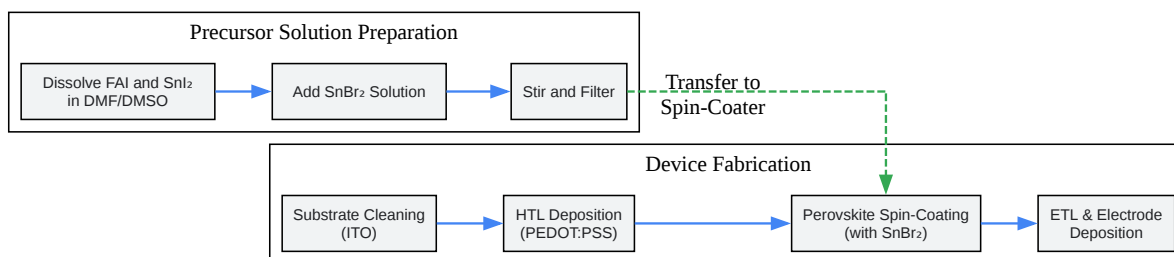 Precursor Solution Preparation
Dissolve FAI and SnI₂
in DMF/DMSO
Add SnBr₂ Solution
Stir and Filter
Transfer to
Spin-Coater
Device Fabrication
Substrate Cleaning
(ITO)
HTL Deposition
(PEDOT:PSS)
Perovskite Spin-Coating
(with SnBr₂)
ETL & Electrode
Deposition